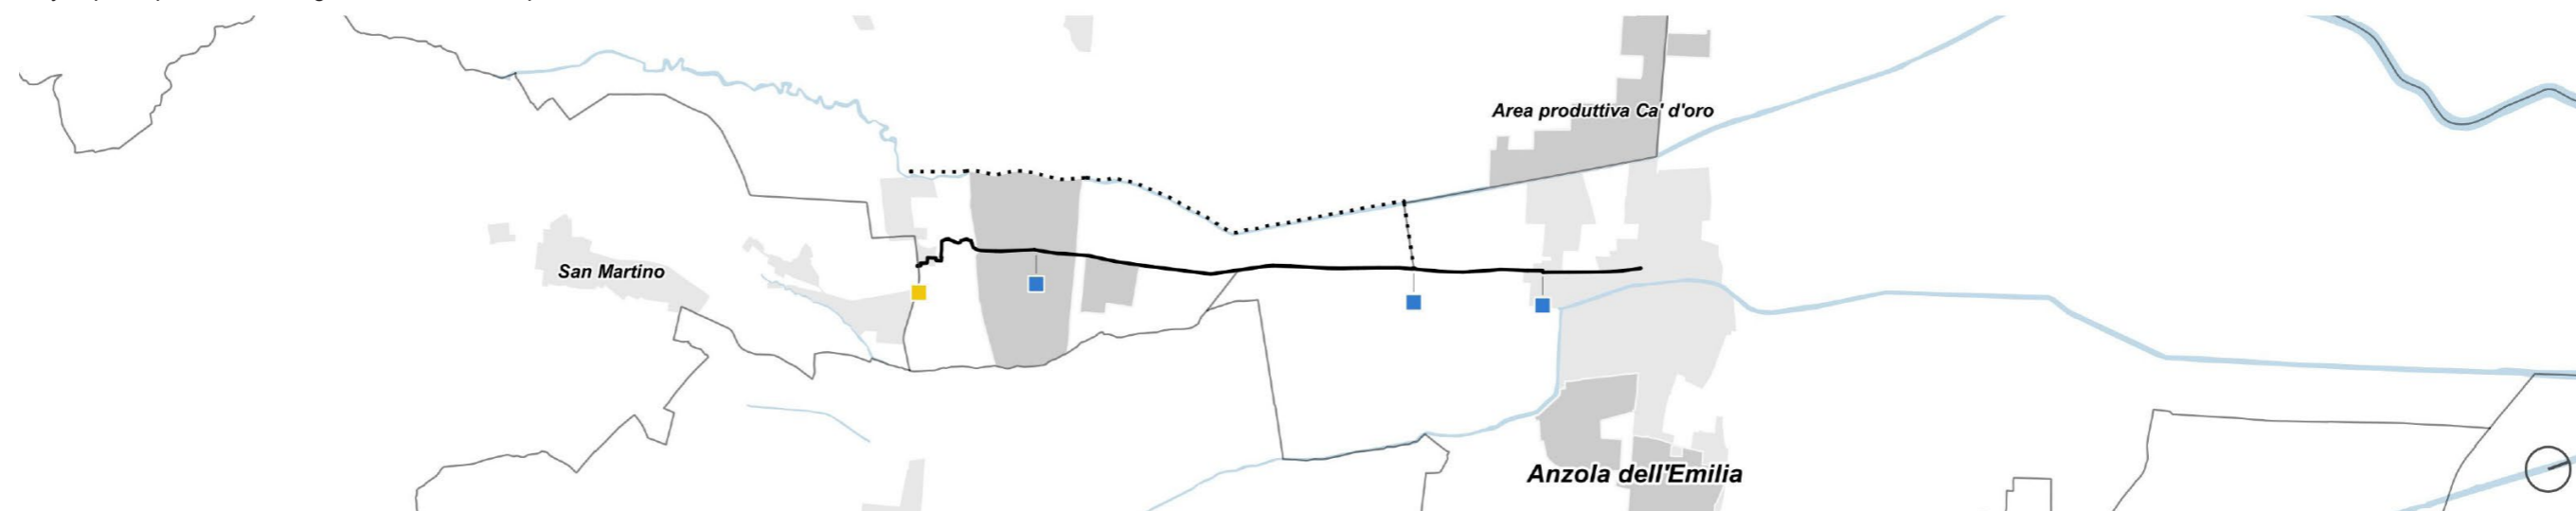 Area produttiva Ca' d'oro
San Martino
Anzola dell'Emilia